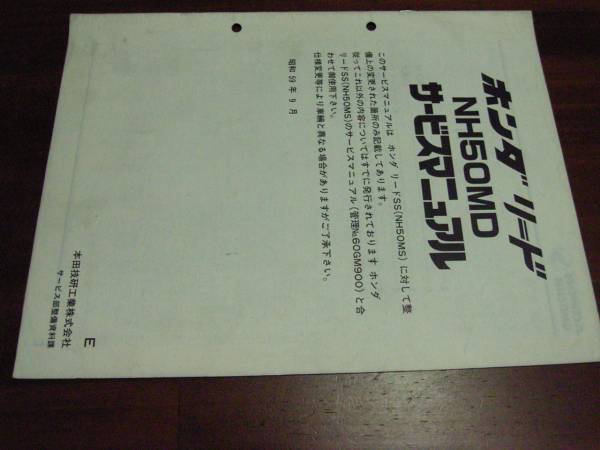 ホンダ リード
NH50MD
サービスマニュアル
このサービスマニュアルは ホンダ リードSS(NH50MS)に対して整
備上の変更された箇所のみ記載してあります。
従ってこれ以外の内容についてはすでに発行されております ホンダ
リードSS(NH50MS)のサービスマニュアル(管理No.60GM900)と合
わせて御使用下さい。
仕様変更等により車輛と異なる場合がありますがご了承下さい。
昭和59年9月
本田技研工業株式会社
サービス部整備資料課
E